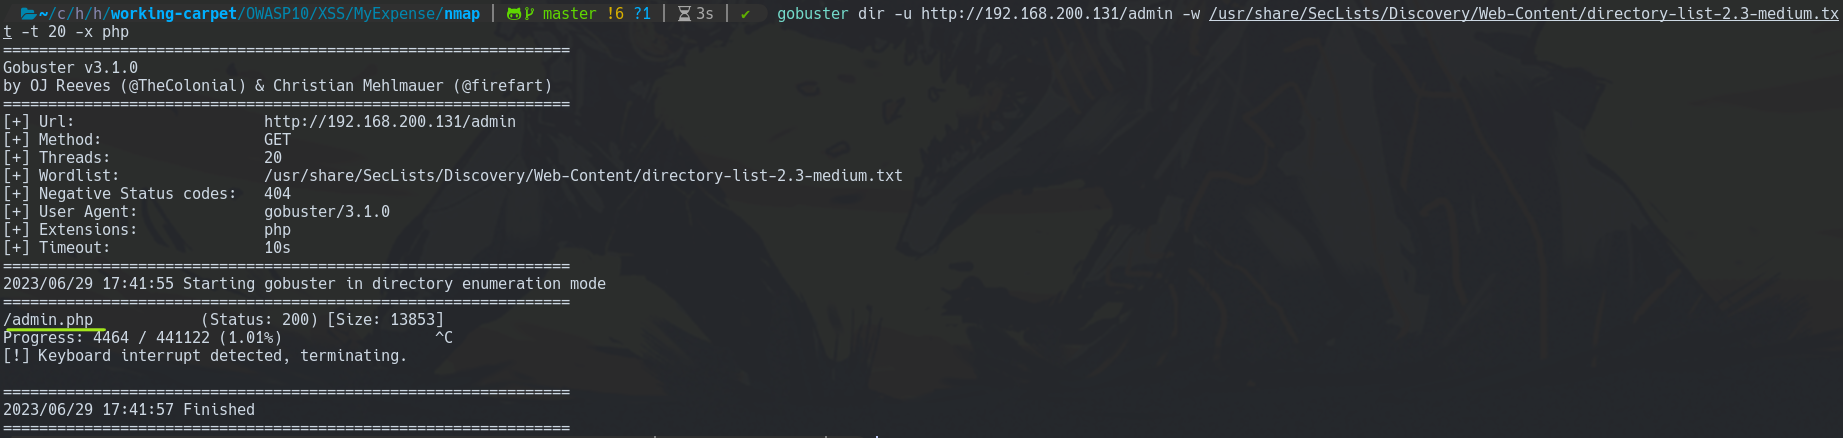 ~/c/h/h/working-carpet/OWASP10/XSS/MyExpense/nmap | master !6 ?1 | 3s | ✔ gobuster dir -u http://192.168.200.131/admin -w /usr/share/SecLists/Discovery/Web-Content/directory-list-2.3-medium.tx
t -t 20 -x php
===============================================================
Gobuster v3.1.0
by OJ Reeves (@TheColonial) & Christian Mehlmauer (@firefart)
===============================================================
[+] Url:                     http://192.168.200.131/admin
[+] Method:                  GET
[+] Threads:                 20
[+] Wordlist:                /usr/share/SecLists/Discovery/Web-Content/directory-list-2.3-medium.txt
[+] Negative Status codes:   404
[+] User Agent:              gobuster/3.1.0
[+] Extensions:              php
[+] Timeout:                 10s
===============================================================
2023/06/29 17:41:55 Starting gobuster in directory enumeration mode
===============================================================
/admin.php            (Status: 200) [Size: 13853]
Progress: 4464 / 441122 (1.01%)                 ^C
[!] Keyboard interrupt detected, terminating.
===============================================================
2023/06/29 17:41:57 Finished
===============================================================